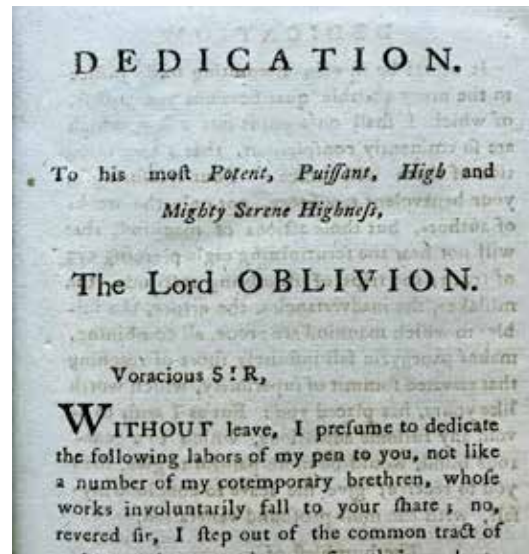 DEDICATION.
To his moſt Potent, Puiſſant, High and
Mighty Serene Highneſs,
The Lord OBLIVION.
Voracious SIR,
WITHOUT leave, I preſume to dedicate
the following labors of my pen to you, not like
a number of my cotemporary brethren, whoſe
works involuntarily fall to your ſhare; no,
revered ſir, I ſtep out of the common tract of